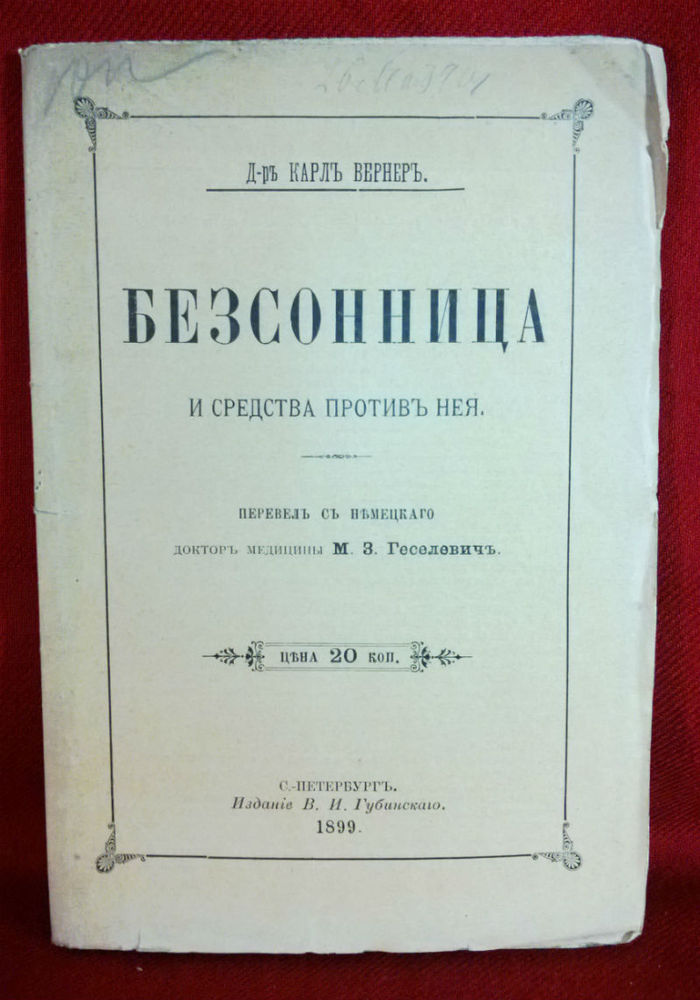 Д-ръ КАРЛЪ ВЕРНЕРЪ.
БЕЗСОННИЦА
И СРЕДСТВА ПРОТИВЪ НЕЯ.
ПЕРЕВЕЛЪ СЪ НѢМЕЦКАГО
ДОКТОРЪ МЕДИЦИНЫ М. З. Геселевичъ.
ЦѢНА 20 КОП.
С.-ПЕТЕРБУРГЪ.
Изданіе В. И. Губинскаго.
1899.